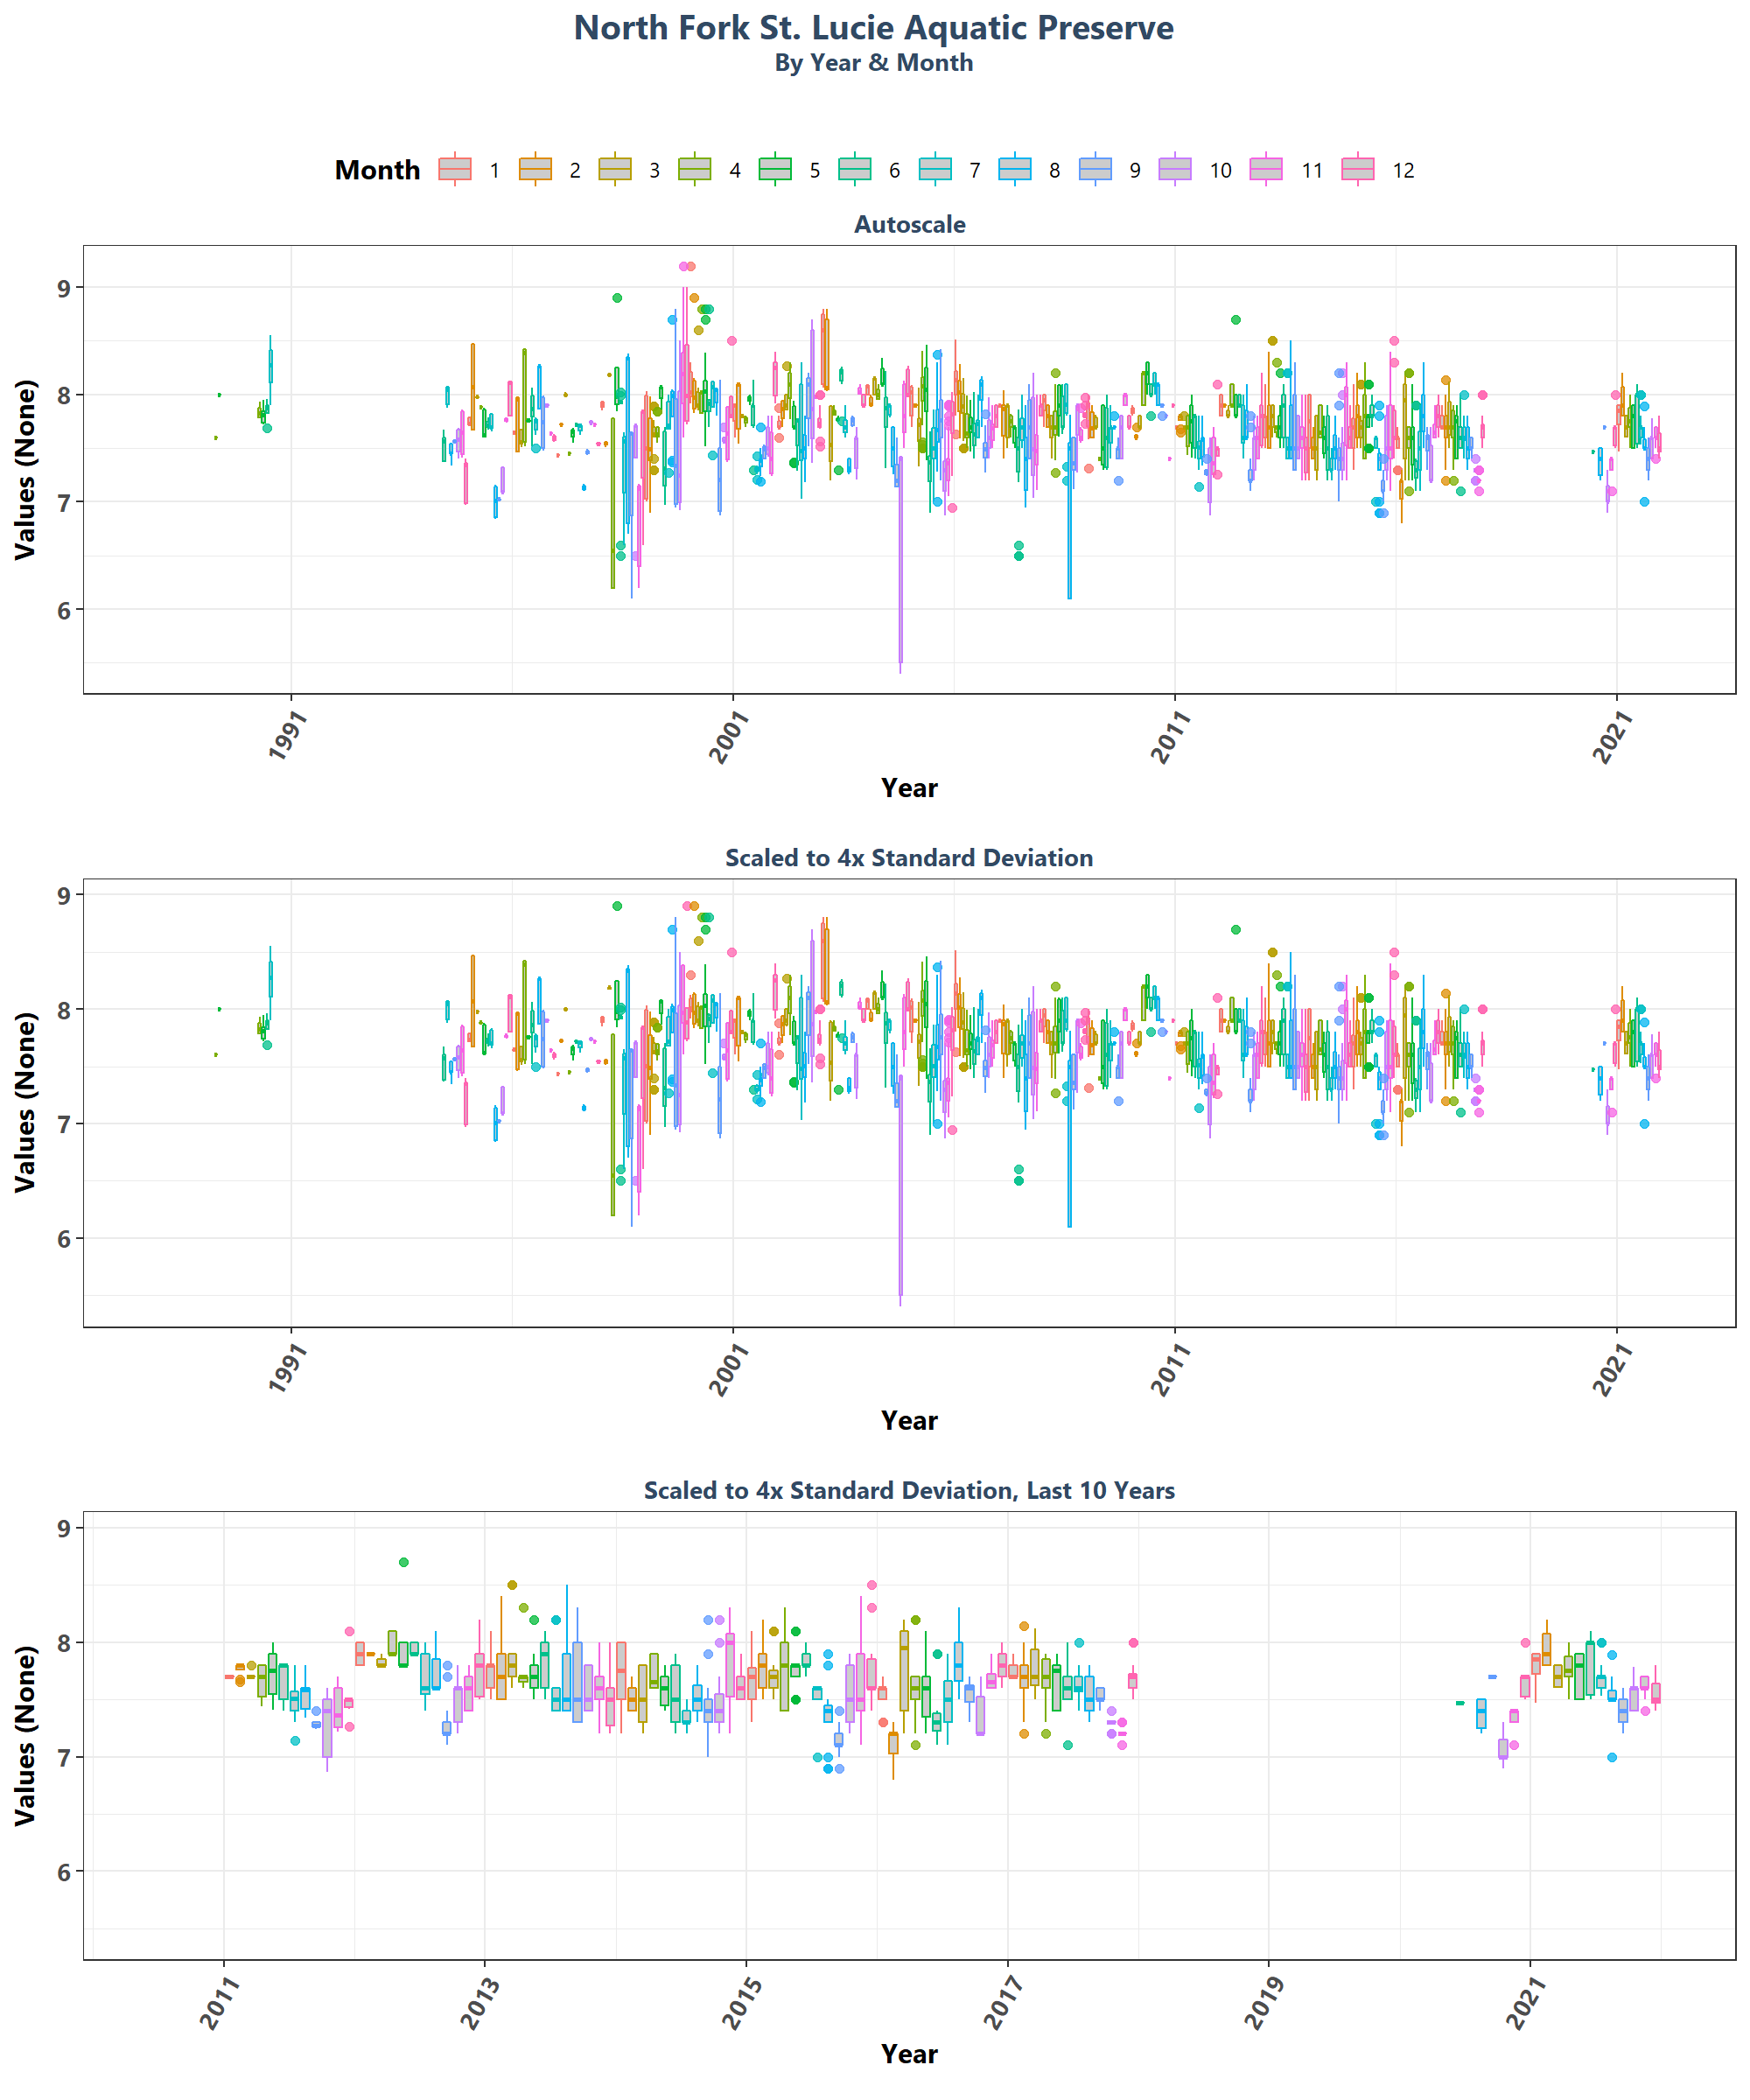 North Fork St. Lucie Aquatic Preserve
By Year & Month
Month 1 2 3 4 5 6 7 8 9 10 11 12
Autoscale
Values (None)
9
8
7
6
1991 2001 2011 2021
Year
Scaled to 4x Standard Deviation
Values (None)
9
8
7
6
1991 2001 2011 2021
Year
Scaled to 4x Standard Deviation, Last 10 Years
Values (None)
9
8
7
6
2011 2013 2015 2017 2019 2021
Year